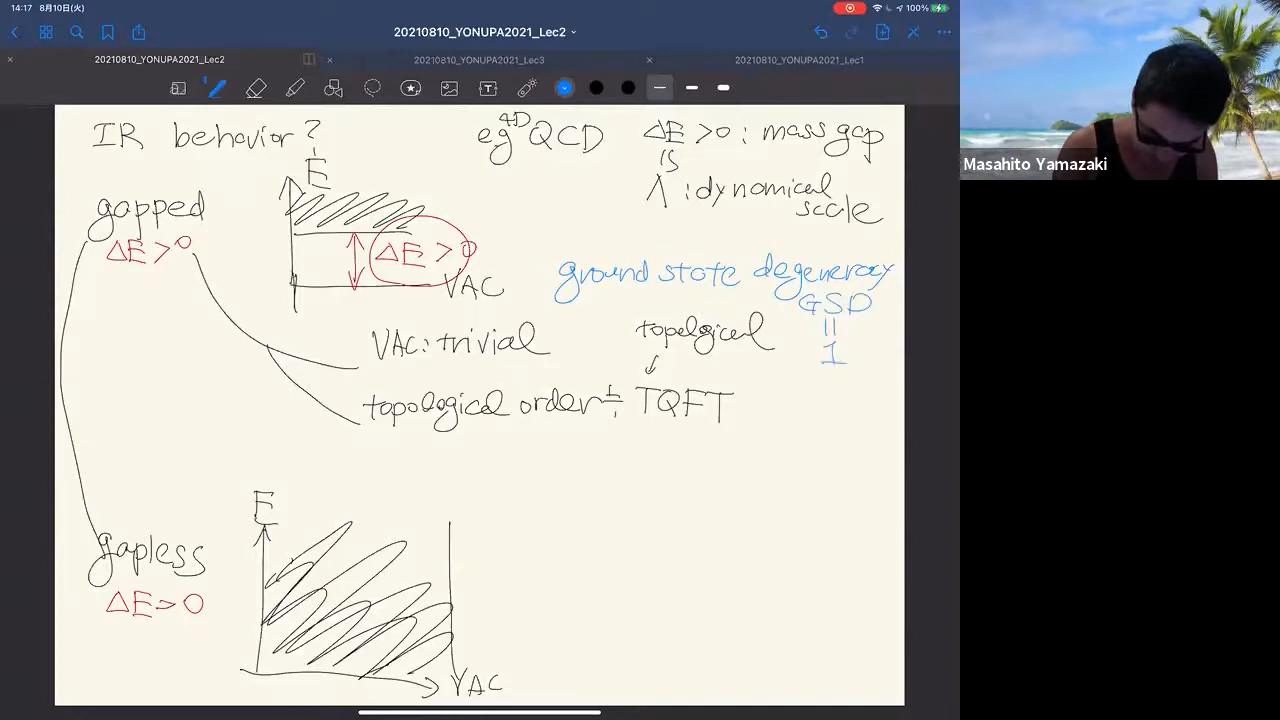 14:17 8月10日(火)
100%
20210810_YONUPA2021_Lec2
20210810_YONUPA2021_Lec2
20210810_YONUPA2021_Lec3
20210810_YONUPA2021_Lec1
Masahito Yamazaki
IR behavior?
eg 4D QCD ΔE >0 : mass gap
IS
Λ : dynamical scale
E
gapped
ΔE >0
ΔE >0
VAC
ground state degeneracy
GSD
||
1
VAC: trivial
topological
↓
topological order ≒ TQFT
E
gapless
ΔE=0
VAC